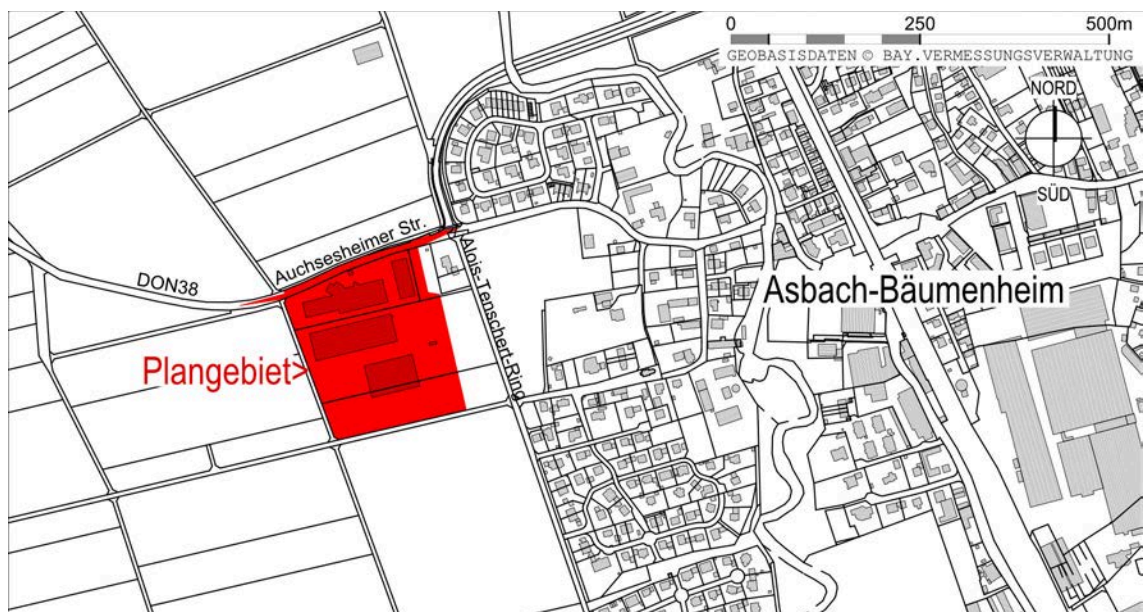 0 250 500m
GEOBASISDATEN © BAY.VERMESSUNGSVERWALTUNG
NORD
SÜD
Auchsesheimer Str.
DON38
Alois-Tenschert-Ring
Asbach-Bäumenheim
Plangebiet>